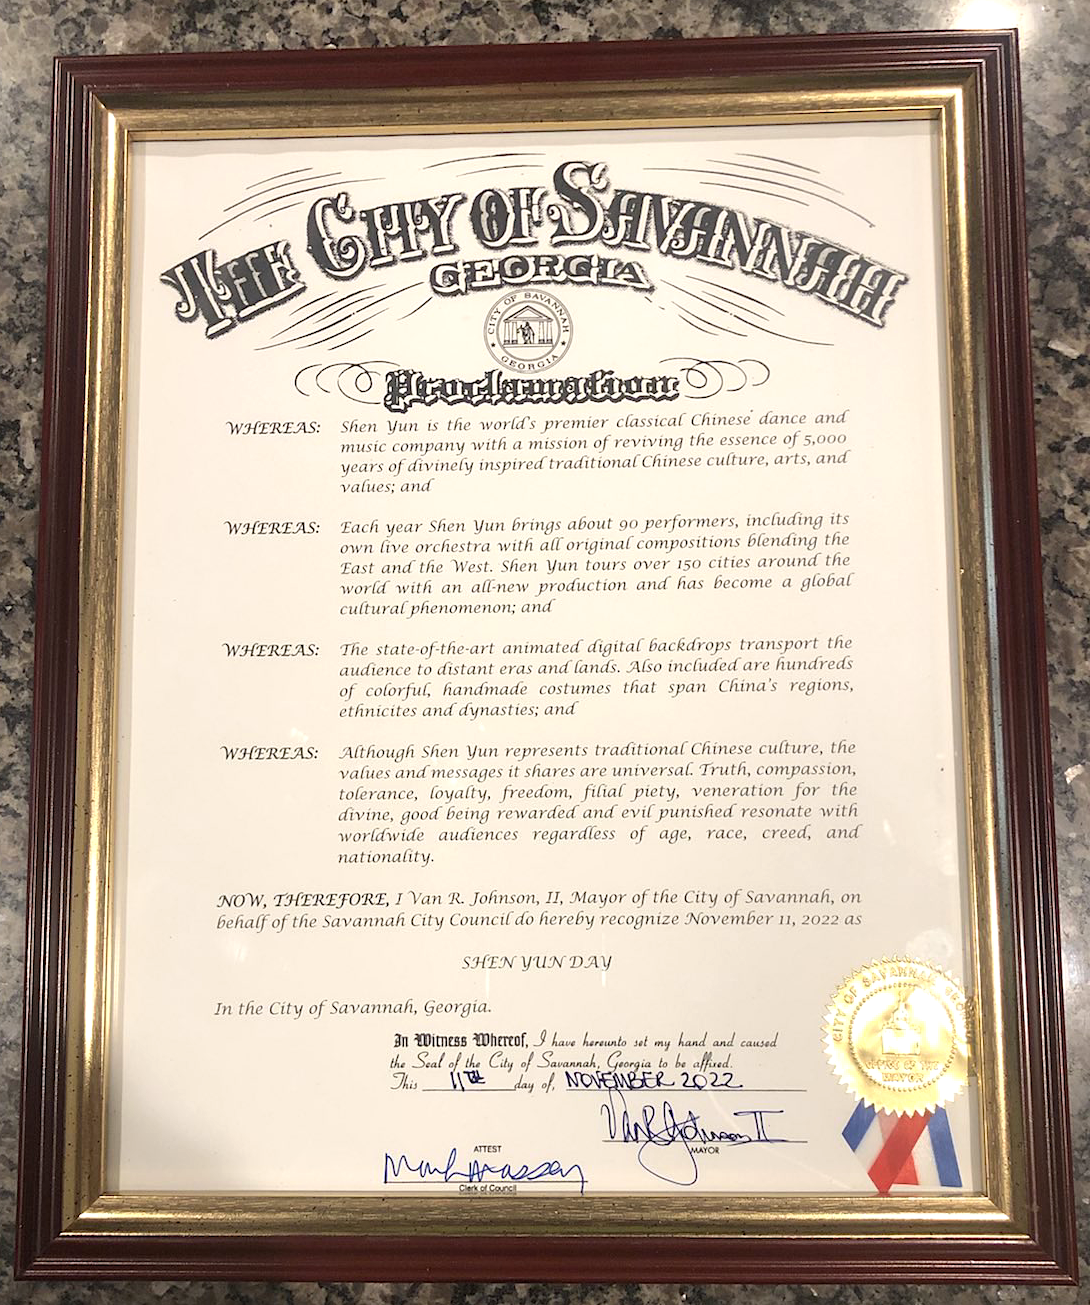 THE CITY OF SAVANNAH
GEORGIA
CITY OF SAVANNAH
GEORGIA
Proclamation
WHEREAS: Shen Yun is the world's premier classical Chinese dance and
music company with a mission of reviving the essence of 5,000
years of divinely inspired traditional Chinese culture, arts, and
values; and
WHEREAS: Each year Shen Yun brings about 90 performers, including its
own live orchestra with all original compositions blending the
East and the West. Shen Yun tours over 150 cities around the
world with an all-new production and has become a global
cultural phenomenon; and
WHEREAS: The state-of-the-art animated digital backdrops transport the
audience to distant eras and lands. Also included are hundreds
of colorful, handmade costumes that span China's regions,
ethnicites and dynasties; and
WHEREAS: Although Shen Yun represents traditional Chinese culture, the
values and messages it shares are universal. Truth, compassion,
tolerance, loyalty, freedom, filial piety, veneration for the
divine, good being rewarded and evil punished resonate with
worldwide audiences regardless of age, race, creed, and
nationality.
NOW, THEREFORE, I Van R. Johnson, II, Mayor of the City of Savannah, on
behalf of the Savannah City Council do hereby recognize November 11, 2022 as
SHEN YUN DAY
In the City of Savannah, Georgia.
In Witness Whereof, I have hereunto set my hand and caused
the Seal of the City of Savannah, Georgia to be affixed.
This 11TH day of, NOVEMBER 2022
Van R. Johnson II
MAYOR
ATTEST
Clerk of Council
CITY OF SAVANNAH
OFFICE OF THE
MAYOR